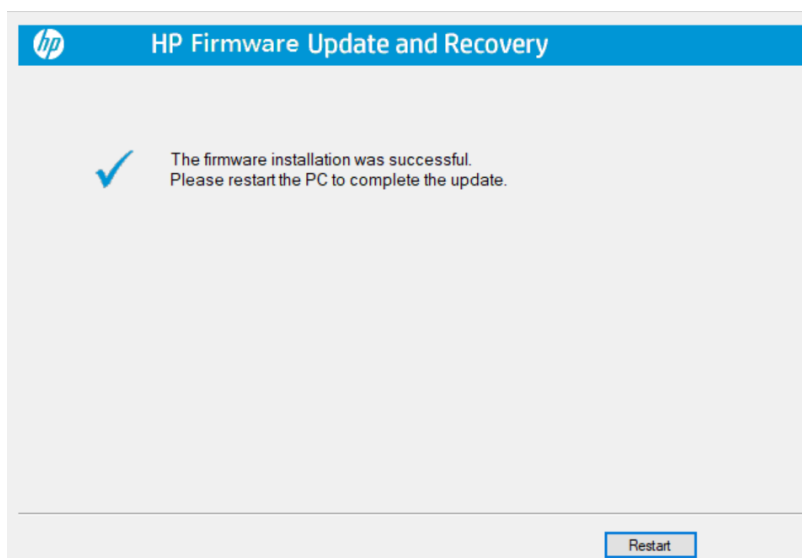 hp
HP Firmware Update and Recovery
The firmware installation was successful.
Please restart the PC to complete the update.
Restart